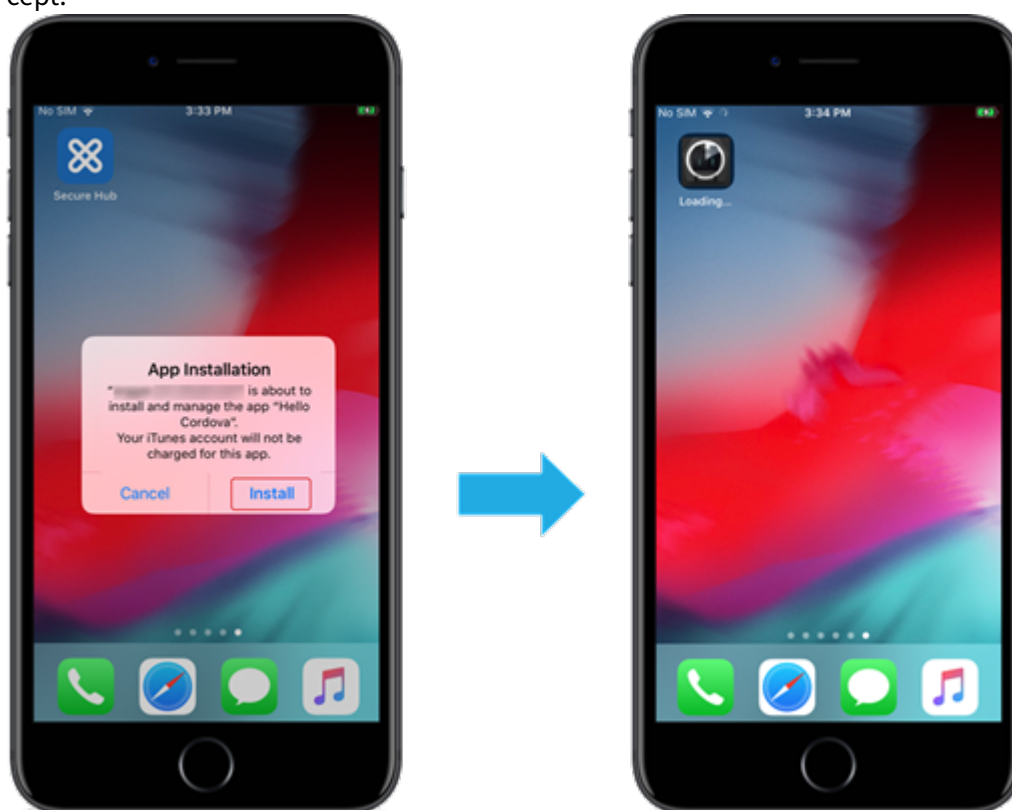 cept.
No SIM 3:33 PM
Secure Hub
App Installation
" is about to
install and manage the app "Hello
Cordova".
Your iTunes account will not be
charged for this app.
Cancel Install
No SIM 3:34 PM
Loading...